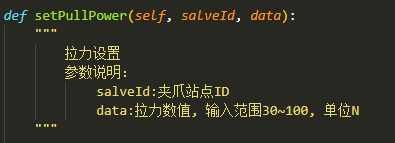 def setPullPower(self, salveId, data):
"""
拉力设置
参数说明:
salveId:夹爪站点ID
data:拉力数值, 输入范围30~100, 单位N
"""